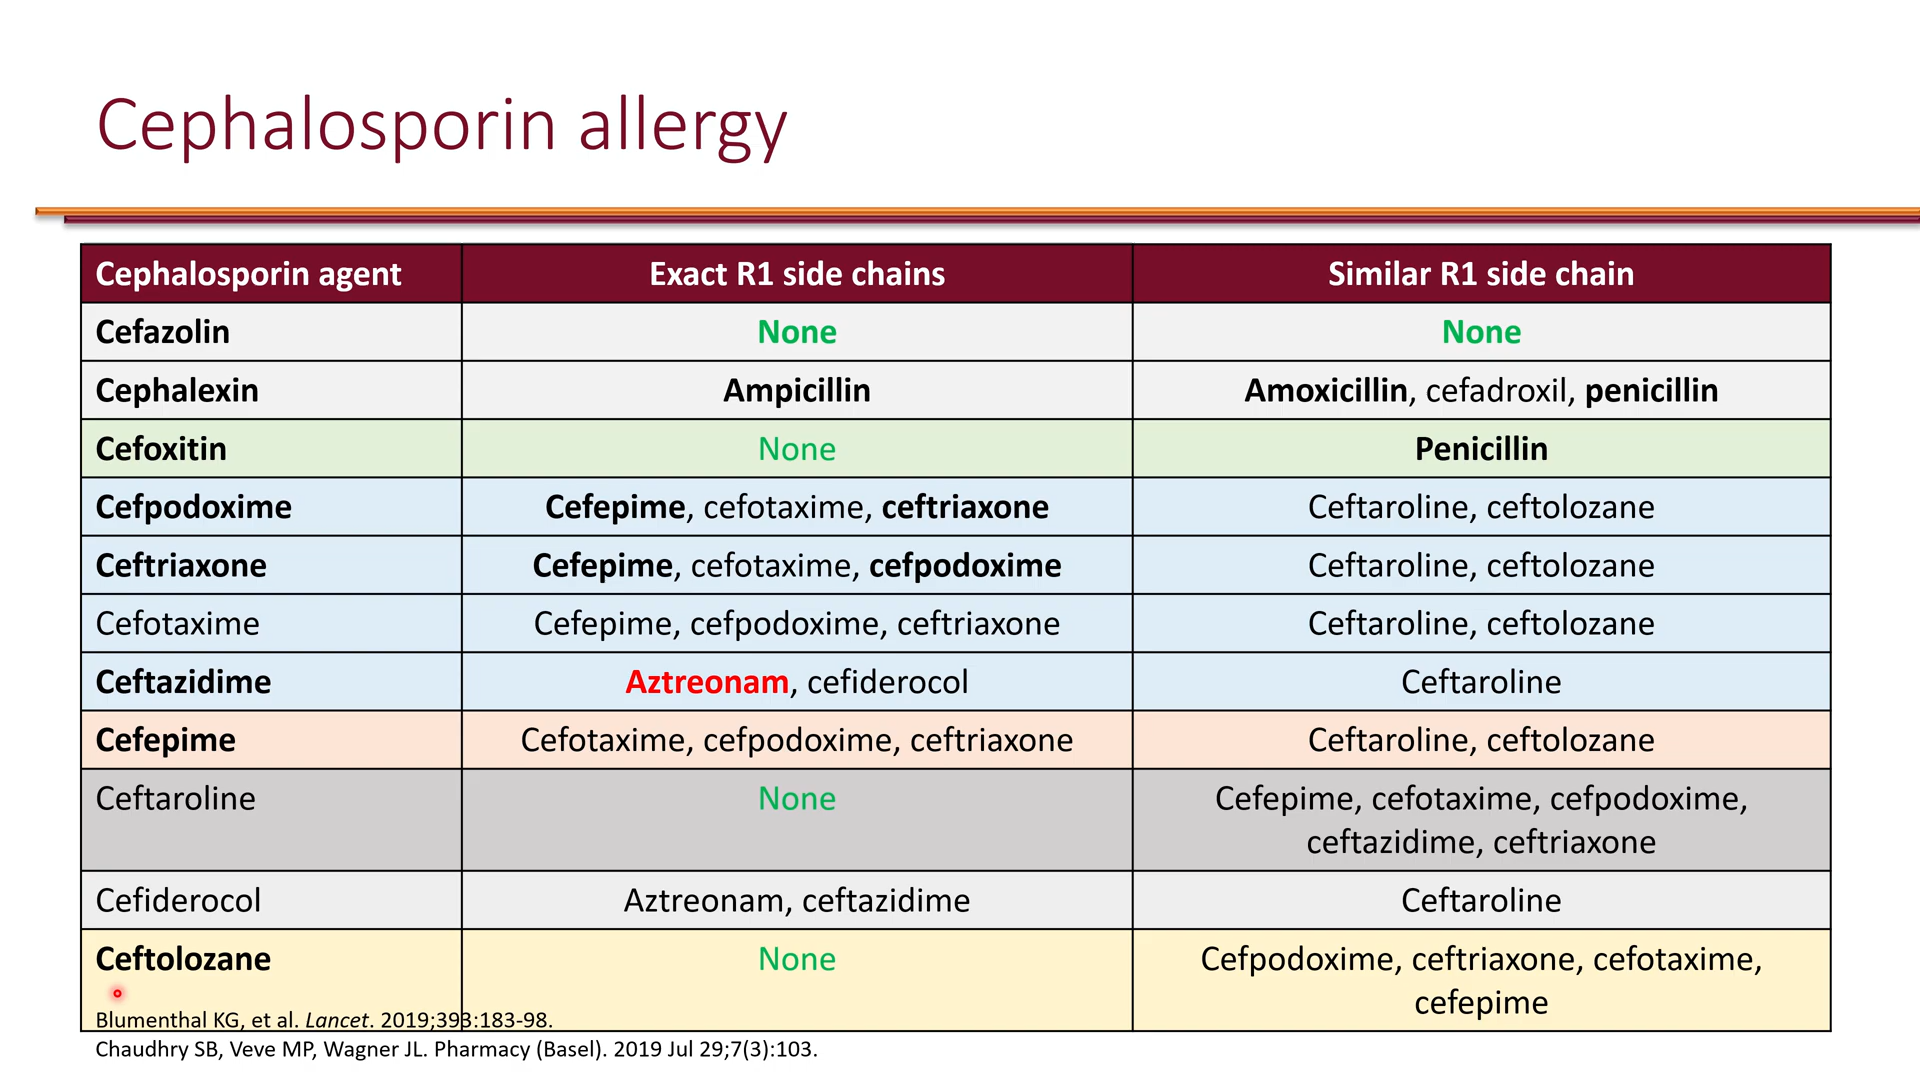 Cephalosporin allergy
Cephalosporin agent Exact R1 side chains Similar R1 side chain
Cefazolin None None
Cephalexin Ampicillin Amoxicillin, cefadroxil, penicillin
Cefoxitin None Penicillin
Cefpodoxime Cefepime, cefotaxime, ceftriaxone Ceftaroline, ceftolozane
Ceftriaxone Cefepime, cefotaxime, cefpodoxime Ceftaroline, ceftolozane
Cefotaxime Cefepime, cefpodoxime, ceftriaxone Ceftaroline, ceftolozane
Ceftazidime Aztreonam, cefiderocol Ceftaroline
Cefepime Cefotaxime, cefpodoxime, ceftriaxone Ceftaroline, ceftolozane
Ceftaroline None Cefepime, cefotaxime, cefpodoxime,
ceftazidime, ceftriaxone
Cefiderocol Aztreonam, ceftazidime Ceftaroline
Ceftolozane None Cefpodoxime, ceftriaxone, cefotaxime,
cefepime
Blumenthal KG, et al. Lancet. 2019;393:183-98.
Chaudhry SB, Veve MP, Wagner JL. Pharmacy (Basel). 2019 Jul 29;7(3):103.